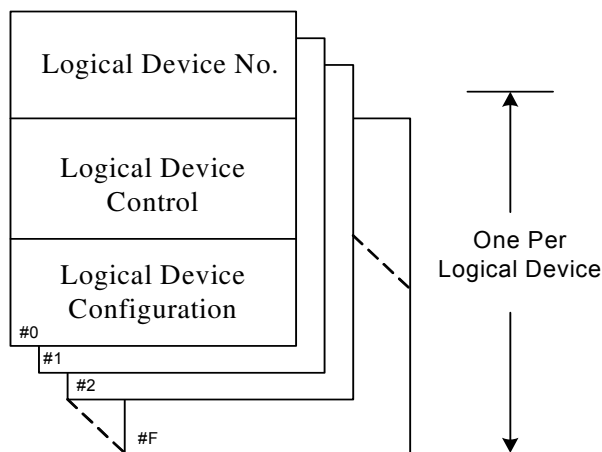 Logical Device No.
Logical Device
Control
Logical Device
Configuration
#0
#1
#2
#F
One Per
Logical Device